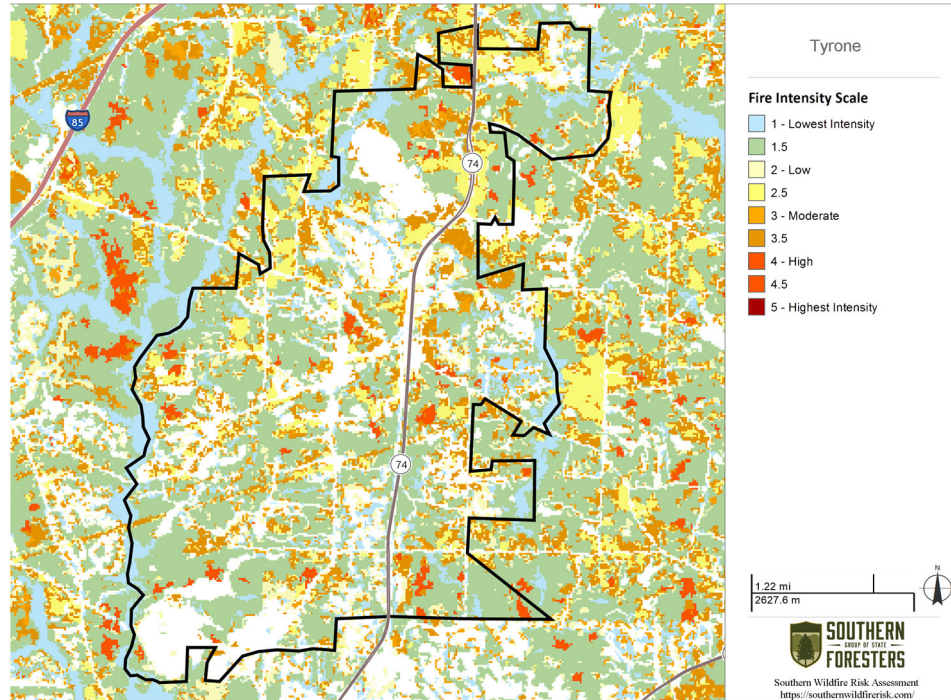 Tyrone
Fire Intensity Scale
1 - Lowest Intensity
1.5
2 - Low
2.5
3 - Moderate
3.5
4 - High
4.5
5 - Highest Intensity
85
74
74
N
1.22 mi
2627.6 m
SOUTHERN
GROUP OF STATE
FORESTERS
Southern Wildfire Risk Assessment
https://southernwildfirerisk.com/